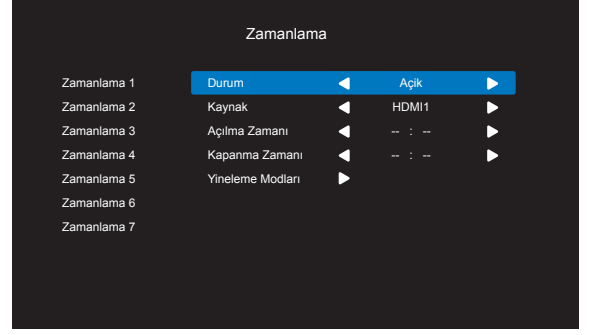 Zamanlama
Zamanlama 1 Durum Açik
Zamanlama 2 Kaynak HDMI1
Zamanlama 3 Açılma Zamanı -- : --
Zamanlama 4 Kapanma Zamanı -- : --
Zamanlama 5 Yineleme Modları
Zamanlama 6
Zamanlama 7